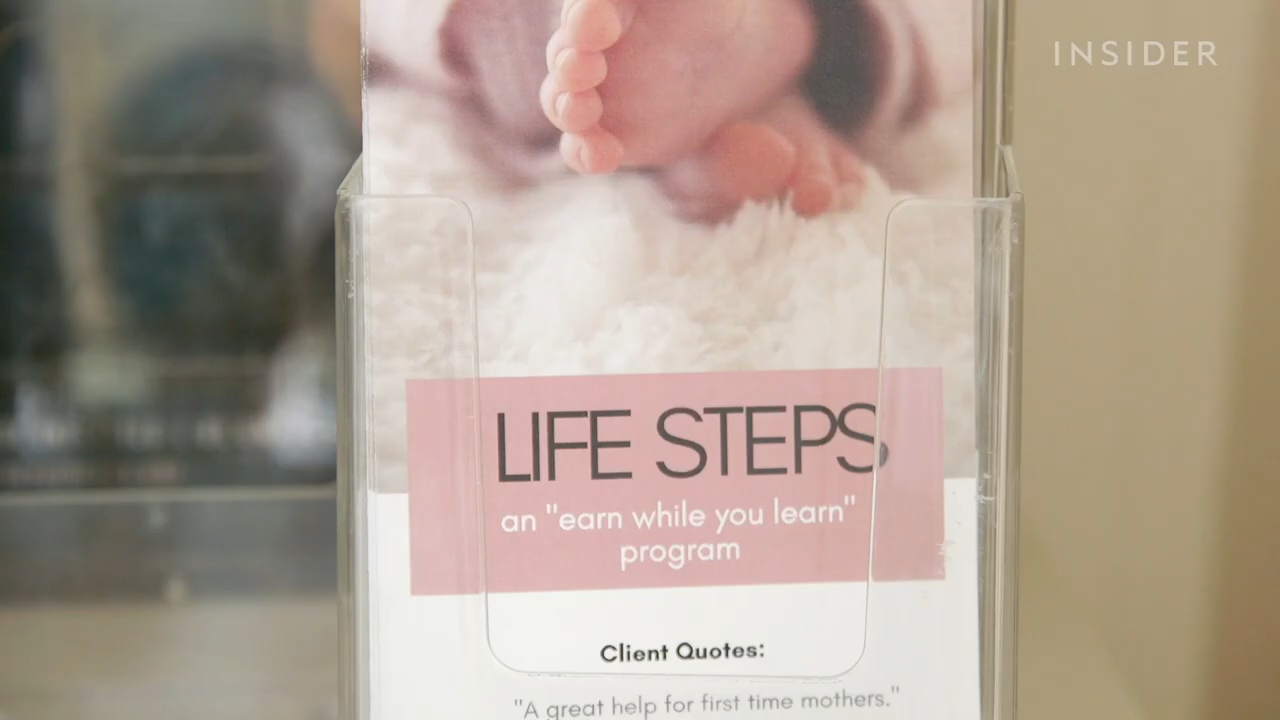 INSIDER
LIFE STEPS
an "earn while you learn"
program
Client Quotes:
"A great help for first time mothers."